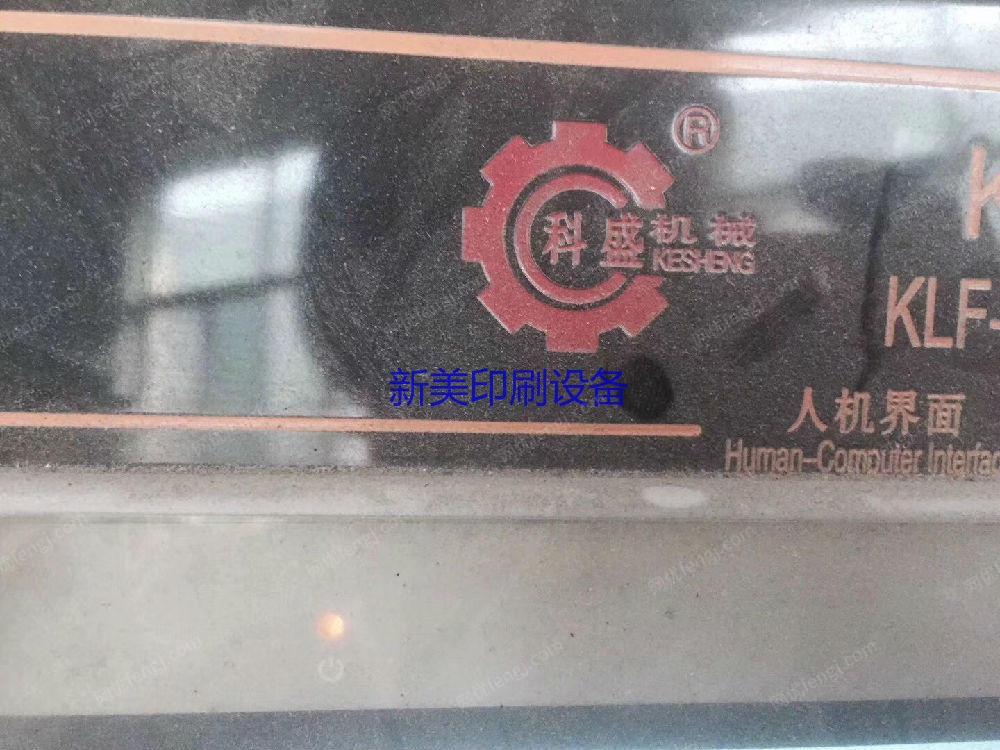 ®
科盛机械
KESHENG
K
KLF-
新美印刷设备
人机界面
Human-Computer Interfac